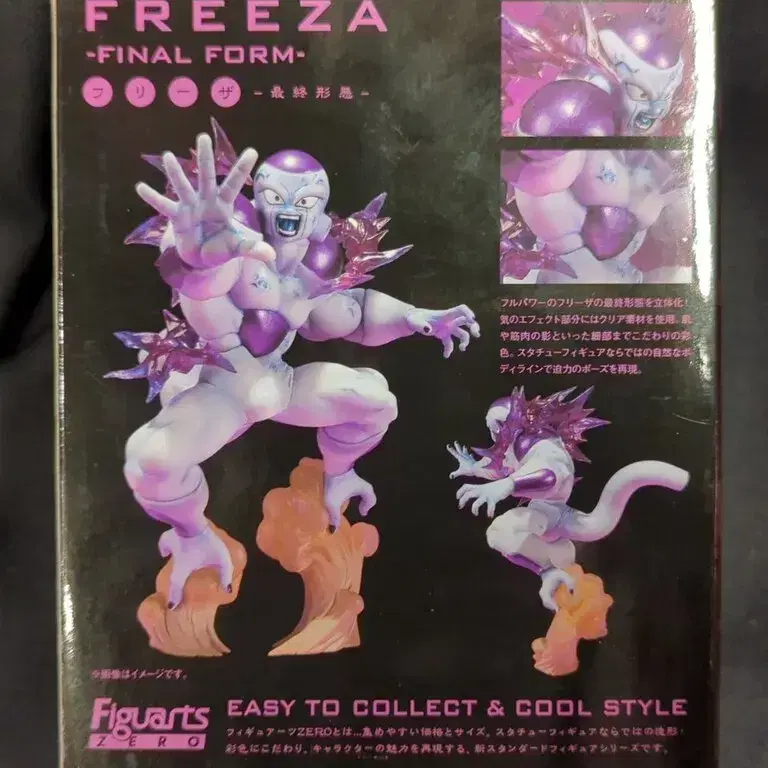 FREEZA
-FINAL FORM-
フリーザ -最終形態-
フルパワーのフリーザの最終形態を立体化!
気のエフェクト部分にはクリア素材を使用。肌
や筋肉の影といった細部までこだわりの彩
色。スタチューフィギュアならではの自然なボ
ディラインで迫力のポーズを再現。
※画像はイメージです。
Figuarts
ZERO
EASY TO COLLECT & COOL STYLE
フィギュアーツZEROとは…集めやすい価格とサイズ。スタチューフィギュアならではの造形・
彩色にこだわり、キャラクターの魅力を再現する、新スタンダードフィギュアシリーズです。